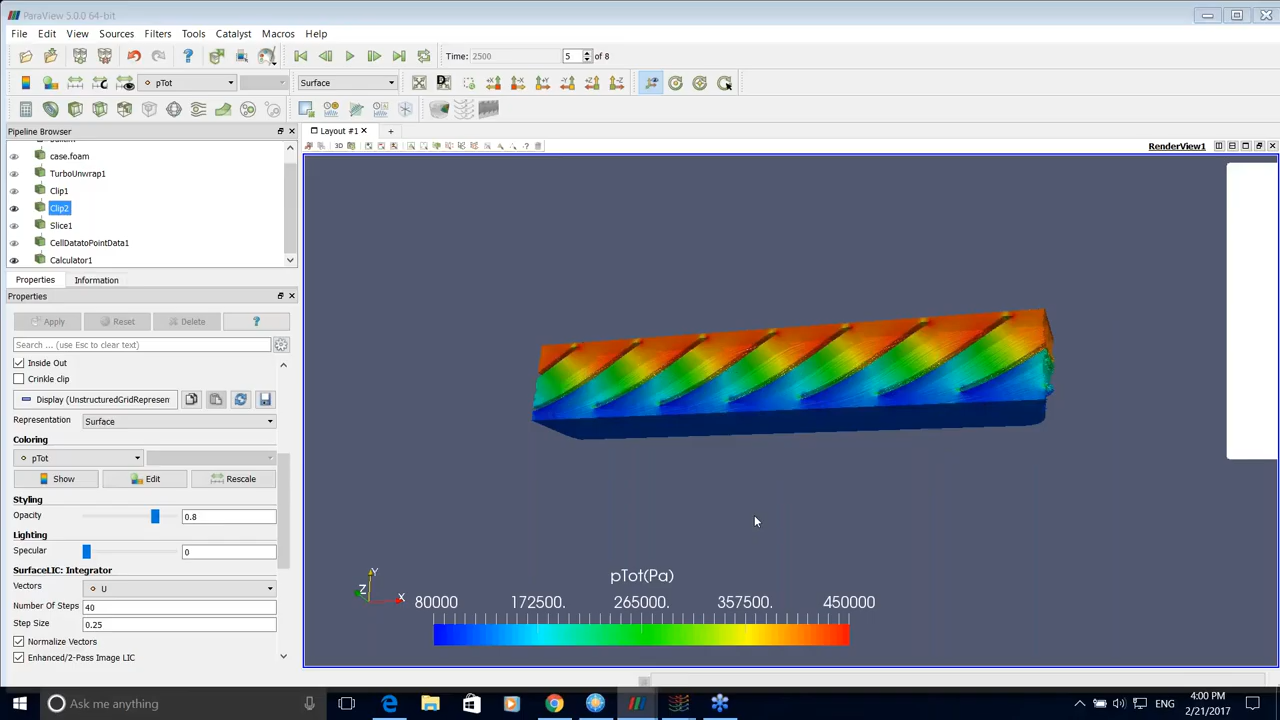 ParaView 5.0.0 64-bit
File Edit View Sources Filters Tools Catalyst Macros Help
Time: 2500 5 of 8
pTot Surface
Pipeline Browser
Layout #1
3D RenderView1
case.foam
TurboUnwrap1
Clip1
Clip2
Slice1
CellDatatoPointData1
Calculator1
Properties Information
Properties
Apply Reset Delete ?
Search ... (use Esc to clear text)
Inside Out
Crinkle clip
Display (UnstructuredGridRepresen
Representation Surface
Coloring
pTot
Show Edit Rescale
Styling
Opacity 0.8
Lighting
Specular 0
SurfaceLIC: Integrator
Vectors U
Number Of Steps 40
Step Size 0.25
Normalize Vectors
Enhanced/2-Pass Image LIC
Y
Z X
pTot(Pa)
80000 172500. 265000. 357500. 450000
Ask me anything
ENG
4:00 PM
2/21/2017